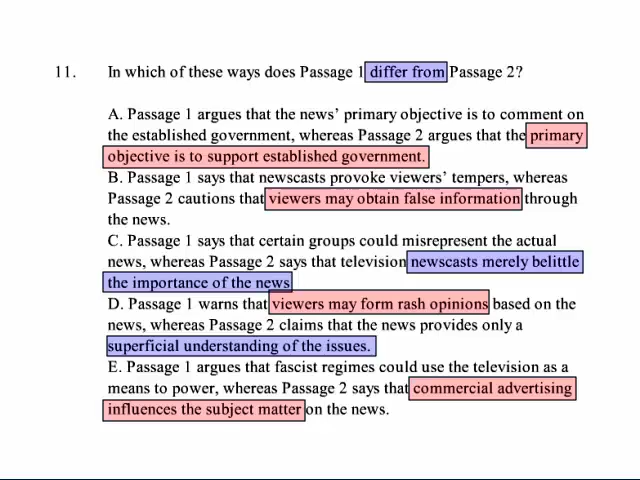 11. In which of these ways does Passage 1 differ from Passage 2?
A. Passage 1 argues that the news’ primary objective is to comment on
the established government, whereas Passage 2 argues that the primary
objective is to support established government.
B. Passage 1 says that newscasts provoke viewers’ tempers, whereas
Passage 2 cautions that viewers may obtain false information through
the news.
C. Passage 1 says that certain groups could misrepresent the actual
news, whereas Passage 2 says that television newscasts merely belittle
the importance of the news
D. Passage 1 warns that viewers may form rash opinions based on the
news, whereas Passage 2 claims that the news provides only a
superficial understanding of the issues.
E. Passage 1 argues that fascist regimes could use the television as a
means to power, whereas Passage 2 says that commercial advertising
influences the subject matter on the news.